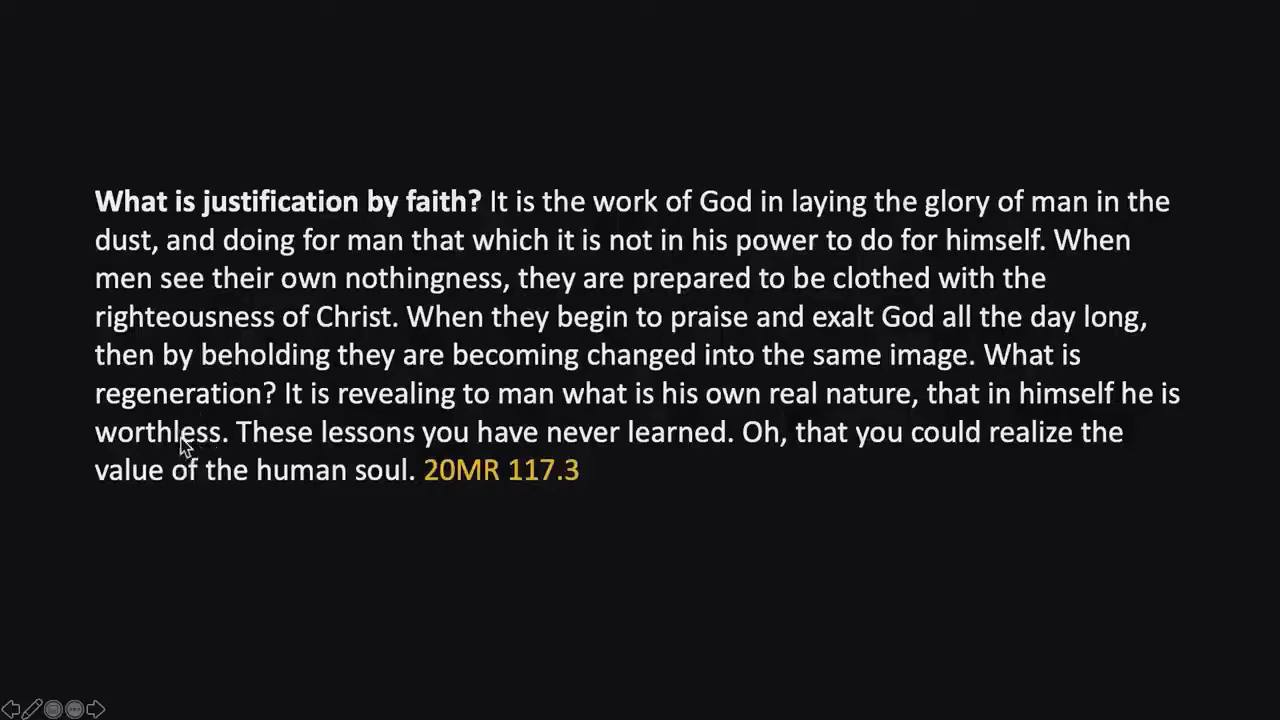 What is justification by faith? It is the work of God in laying the glory of man in the
dust, and doing for man that which it is not in his power to do for himself. When
men see their own nothingness, they are prepared to be clothed with the
righteousness of Christ. When they begin to praise and exalt God all the day long,
then by beholding they are becoming changed into the same image. What is
regeneration? It is revealing to man what is his own real nature, that in himself he is
worthless. These lessons you have never learned. Oh, that you could realize the
value of the human soul. 20MR 117.3